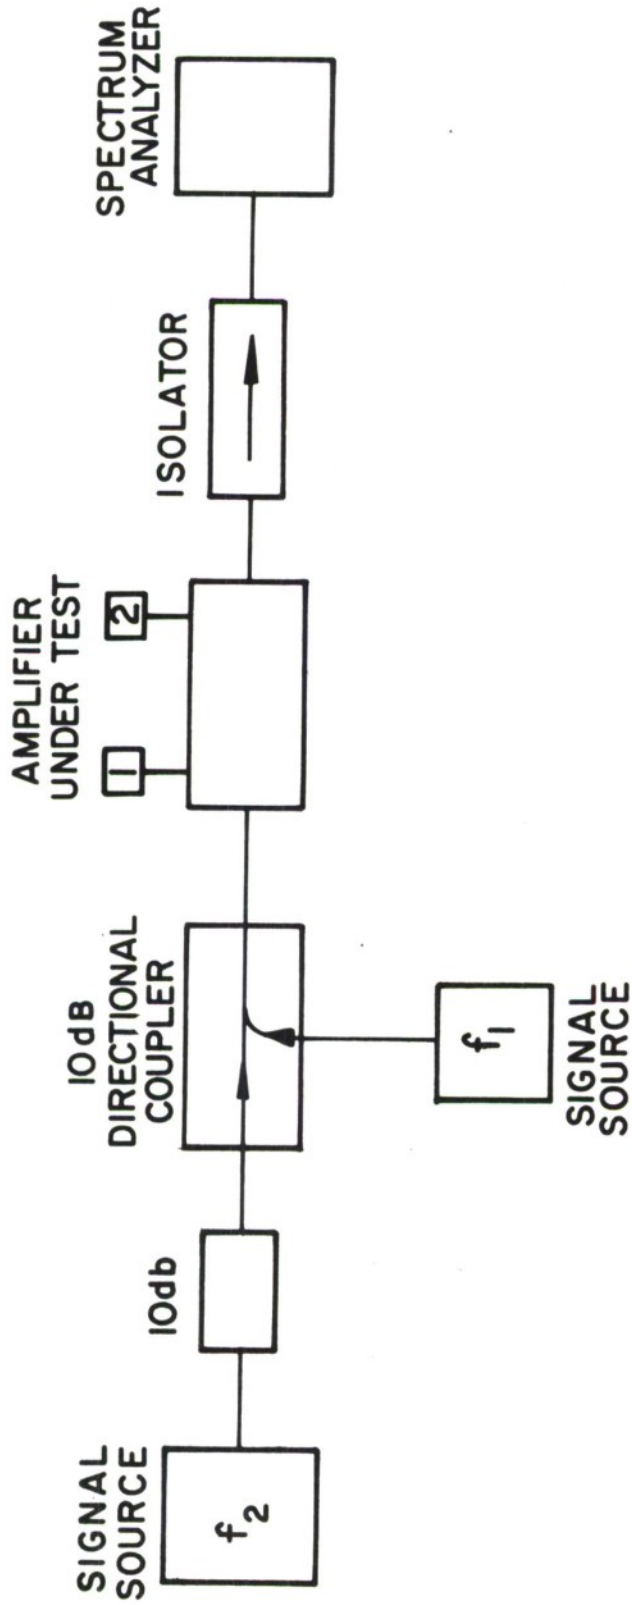 SIGNAL
SOURCE
f2
10db
10dB
DIRECTIONAL
COUPLER
f1
SIGNAL
SOURCE
AMPLIFIER
UNDER TEST
1
2
ISOLATOR
SPECTRUM
ANALYZER